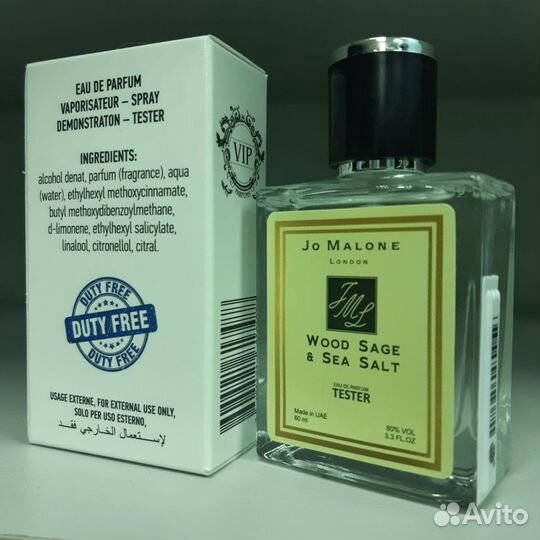 EAU DE PARFUM
VAPORISATEUR – SPRAY
DEMONSTRATON – TESTER
INGREDIENTS:
alcohol denat, parfum (fragrance), aqua
(water), ethylhexyl methoxycinnamate,
butyl methoxydibenzoylmethane,
d-limonene, ethylhexyl salicylate,
linalool, citronellol, citral.
DUTY FREE
DUTY FREE
DUTY FREE
USAGE EXTERNE, FOR EXTERNAL USE ONLY,
SOLO PER USO ESTERNO,
لإستعمال الخارجي فقد
VIP
JO MALONE
LONDON
JML
WOOD SAGE
& SEA SALT
EAU DE PARFUM
TESTER
Made in UAE
60 ml
80% VOL
3.3 FL.OZ
Avito